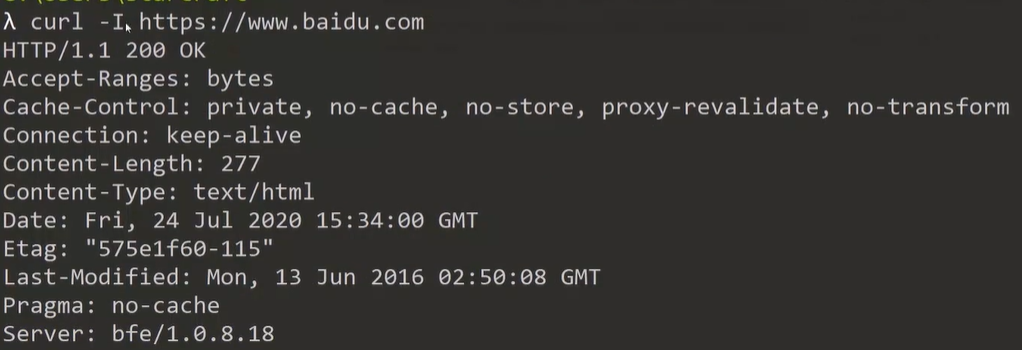 λ curl -I https://www.baidu.com
HTTP/1.1 200 OK
Accept-Ranges: bytes
Cache-Control: private, no-cache, no-store, proxy-revalidate, no-transform
Connection: keep-alive
Content-Length: 277
Content-Type: text/html
Date: Fri, 24 Jul 2020 15:34:00 GMT
Etag: "575e1f60-115"
Last-Modified: Mon, 13 Jun 2016 02:50:08 GMT
Pragma: no-cache
Server: bfe/1.0.8.18